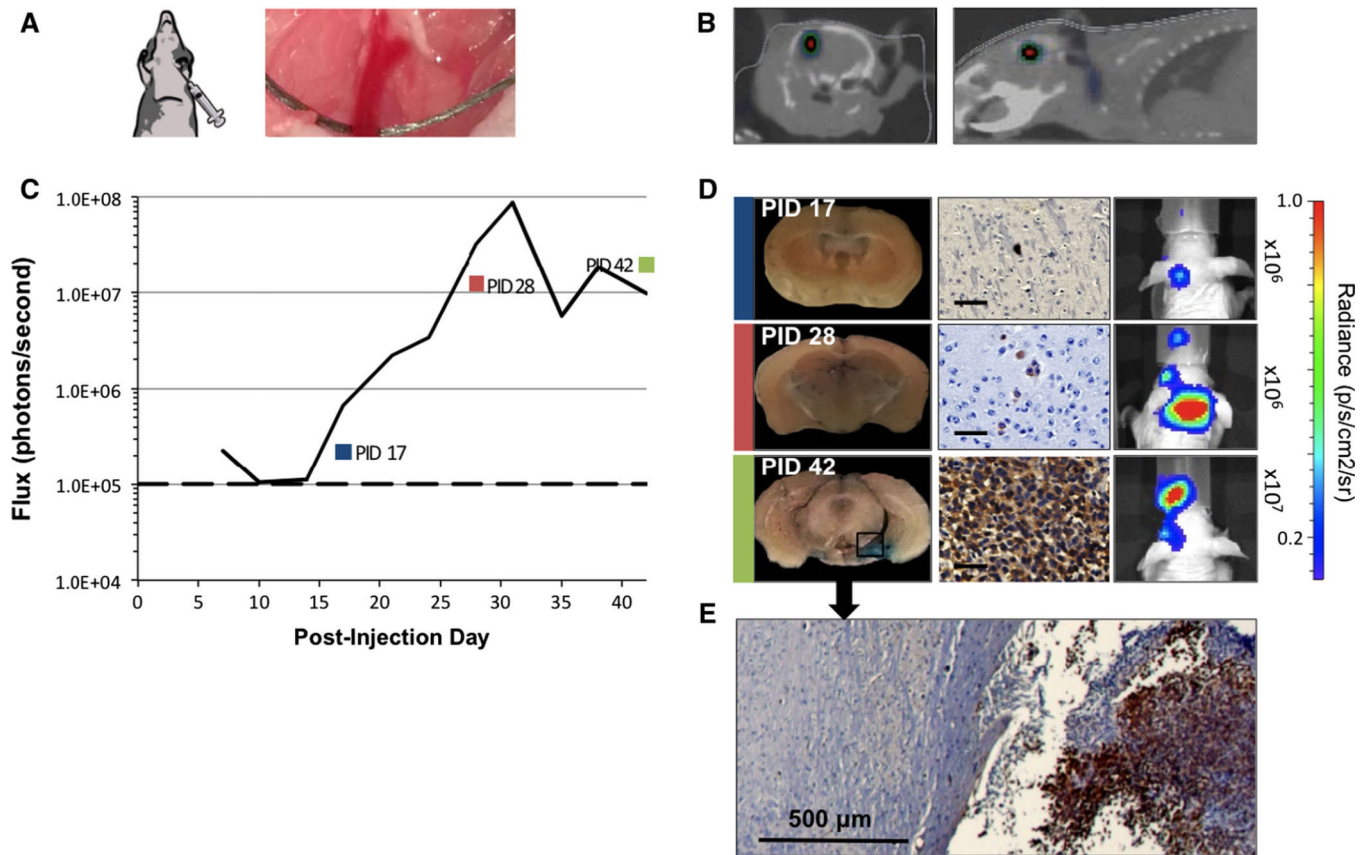 A
B
C
1.0E+08
1.0E+07
1.0E+06
1.0E+05
1.0E+04
Flux (photons/second)
PID 42
PID 28
PID 17
0 5 10 15 20 25 30 35 40
Post-Injection Day
D
PID 17
PID 28
PID 42
x10⁶
x10⁶
x10⁷
1.0
0.2
Radiance (p/s/cm2/sr)
E
500 µm